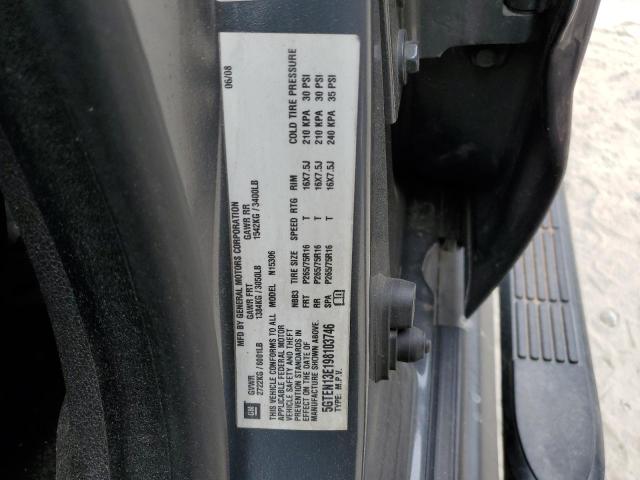 MFD BY GENERAL MOTORS CORPORATION
06/08
GM
GVWR
GAWR FRT
GAWR RR
2722KG / 6001LB
1384KG / 3050LB
1542KG / 3400LB
THIS VEHICLE CONFORMS TO ALL
APPLICABLE FEDERAL MOTOR
VEHICLE SAFETY AND THEFT
PREVENTION STANDARDS IN
EFFECT ON THE DATE OF
MANUFACTURE SHOWN ABOVE.
5GTEN13E198103746
TYPE: M.P.V.
MODEL N15306
NBB3 TIRE SIZE SPEED RTG RIM COLD TIRE PRESSURE
FRT P265/75R16 T 16X7.5J 210 KPA 30 PSI
RR P265/75R16 T 16X7.5J 210 KPA 30 PSI
SPA P265/75R16 T 16X7.5J 240 KPA 35 PSI